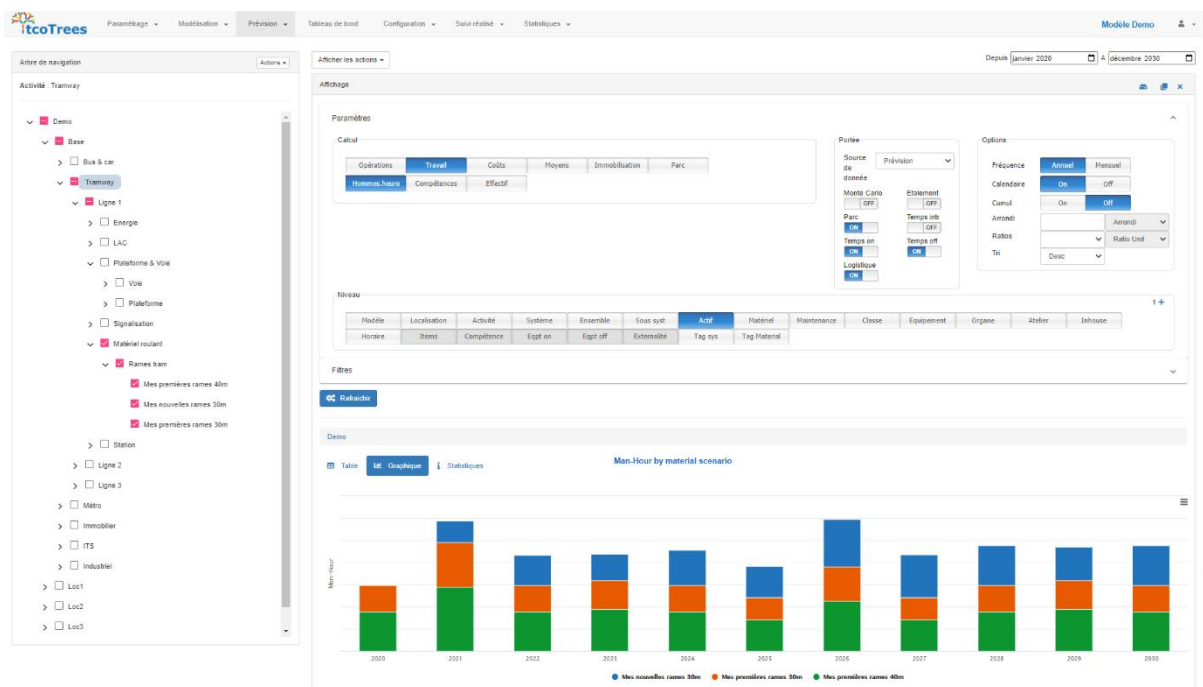 itcoTrees
Paramétrage Modélisation Prévision Tableau de bord Configuration Suivi réalisé Statistiques Modèle Demo
Arbre de navigation Actions
Activité : Tramway
Demo
Base
Bus & car
Tramway
Ligne 1
Energie
LAC
Plateforme & Voie
Voie
Plateforme
Signalisation
Matériel roulant
Rames tram
Mes premières rames 40m
Mes nouvelles rames 30m
Mes premières rames 30m
Station
Ligne 2
Ligne 3
Métro
Immobilier
ITS
Industriel
Loc1
Loc2
Loc3
Afficher les actions Depuis janvier 2020 A décembre 2030
Affichage
Paramètres
Calcul
Opérations Travail Coûts Moyens Immobilisation Parc
Hommes.heure Compétences Effectif
Portée
Source de donnée Prévision
Monte Carlo OFF Etalement OFF
Parc ON Temps intr OFF
Temps on ON Temps off ON
Logistique ON
Options
Fréquence Annuel Mensuel
Calendaire On Off
Cumul On Off
Arrondi Arrondi
Ratios Ratio Unit
Tri Desc
Niveau 1
Modèle Localisation Activité Système Ensemble Sous syst Actif Matériel Maintenance Classe Equipement Organe Atelier Inhouse
Horaire Items Compétence Eqpt on Eqpt off Externalité Tag sys Tag Material
Filtres
Rafraichir
Demo
Table Graphique Statistiques
Man-Hour by material scenario
Man-Hour
2020 2021 2022 2023 2024 2025 2026 2027 2028 2029 2030
Mes nouvelles rames 30m Mes premières rames 30m Mes premières rames 40m